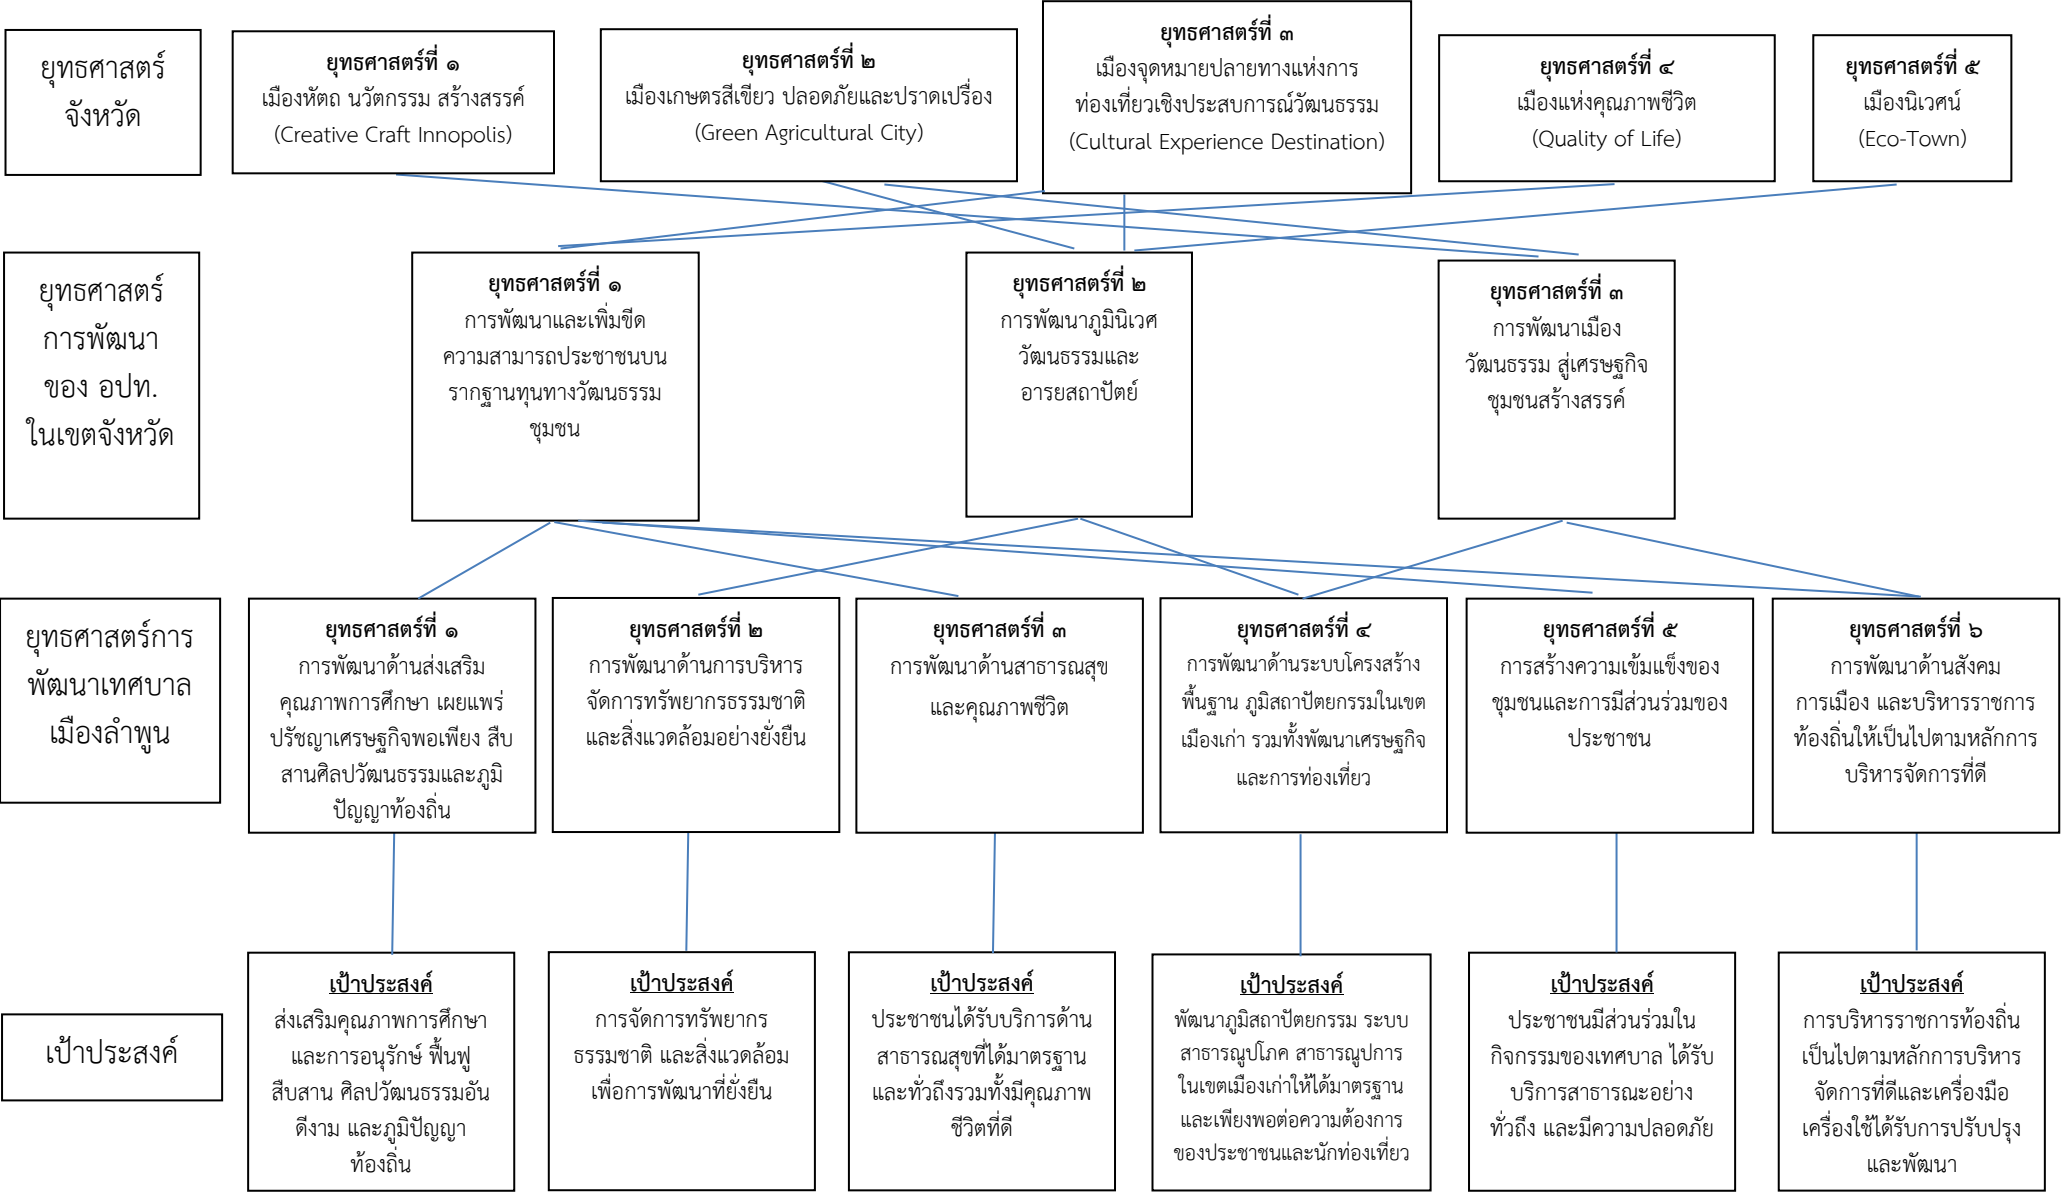 ยุทธศาสตร์
จังหวัด
ยุทธศาสตร์ที่ ๑
เมืองหัตถ นวัตกรรม สร้างสรรค์
(Creative Craft Innopolis)
ยุทธศาสตร์ที่ ๒
เมืองเกษตรสีเขียว ปลอดภัยและปราดเปรื่อง
(Green Agricultural City)
ยุทธศาสตร์ที่ ๓
เมืองจุดหมายปลายทางแห่งการ
ท่องเที่ยวเชิงประสบการณ์วัฒนธรรม
(Cultural Experience Destination)
ยุทธศาสตร์ที่ ๔
เมืองแห่งคุณภาพชีวิต
(Quality of Life)
ยุทธศาสตร์ที่ ๕
เมืองนิเวศน์
(Eco-Town)
ยุทธศาสตร์
การพัฒนา
ของ อปท.
ในเขตจังหวัด
ยุทธศาสตร์ที่ ๑
การพัฒนาและเพิ่มขีด
ความสามารถประชาชนบน
รากฐานทุนทางวัฒนธรรม
ชุมชน
ยุทธศาสตร์ที่ ๒
การพัฒนาภูมินิเวศ
วัฒนธรรมและ
อารยสถาปัตย์
ยุทธศาสตร์ที่ ๓
การพัฒนาเมือง
วัฒนธรรม สู่เศรษฐกิจ
ชุมชนสร้างสรรค์
ยุทธศาสตร์การ
พัฒนาเทศบาล
เมืองลำพูน
ยุทธศาสตร์ที่ ๑
การพัฒนาด้านส่งเสริม
คุณภาพการศึกษา เผยแพร่
ปรัชญาเศรษฐกิจพอเพียง สืบ
สานศิลปวัฒนธรรมและภูมิ
ปัญญาท้องถิ่น
ยุทธศาสตร์ที่ ๒
การพัฒนาด้านการบริหาร
จัดการทรัพยากรธรรมชาติ
และสิ่งแวดล้อมอย่างยั่งยืน
ยุทธศาสตร์ที่ ๓
การพัฒนาด้านสาธารณสุข
และคุณภาพชีวิต
ยุทธศาสตร์ที่ ๔
การพัฒนาด้านระบบโครงสร้าง
พื้นฐาน ภูมิสถาปัตยกรรมในเขต
เมืองเก่า รวมทั้งพัฒนาเศรษฐกิจ
และการท่องเที่ยว
ยุทธศาสตร์ที่ ๕
การสร้างความเข้มแข็งของ
ชุมชนและการมีส่วนร่วมของ
ประชาชน
ยุทธศาสตร์ที่ ๖
การพัฒนาด้านสังคม
การเมือง และบริหารราชการ
ท้องถิ่นให้เป็นไปตามหลักการ
บริหารจัดการที่ดี
เป้าประสงค์
เป้าประสงค์
ส่งเสริมคุณภาพการศึกษา
และการอนุรักษ์ ฟื้นฟู
สืบสาน ศิลปวัฒนธรรมอัน
ดีงาม และภูมิปัญญา
ท้องถิ่น
เป้าประสงค์
การจัดการทรัพยากร
ธรรมชาติ และสิ่งแวดล้อม
เพื่อการพัฒนาที่ยั่งยืน
เป้าประสงค์
ประชาชนได้รับบริการด้าน
สาธารณสุขที่ได้มาตรฐาน
และทั่วถึงรวมทั้งมีคุณภาพ
ชีวิตที่ดี
เป้าประสงค์
พัฒนาภูมิสถาปัตยกรรม ระบบ
สาธารณูปโภค สาธารณูปการ
ในเขตเมืองเก่าให้ได้มาตรฐาน
และเพียงพอต่อความต้องการ
ของประชาชนและนักท่องเที่ยว
เป้าประสงค์
ประชาชนมีส่วนร่วมใน
กิจกรรมของเทศบาล ได้รับ
บริการสาธารณะอย่าง
ทั่วถึง และมีความปลอดภัย
เป้าประสงค์
การบริหารราชการท้องถิ่น
เป็นไปตามหลักการบริหาร
จัดการที่ดีและเครื่องมือ
เครื่องใช้ได้รับการปรับปรุง
และพัฒนา